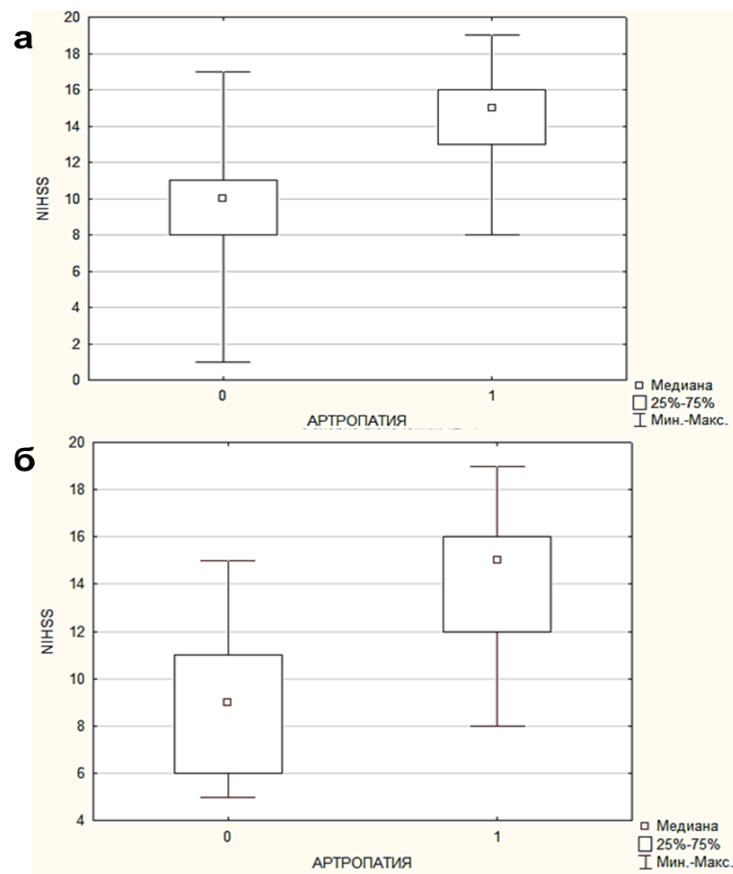 а
20
18
16
14
12
10
8
6
4
2
0
NIHSS
0 1
АРТРОПАТИЯ
Медиана
25%-75%
Мин.-Макс.
б
20
18
16
14
12
10
8
6
4
NIHSS
0 1
АРТРОПАТИЯ
Медиана
25%-75%
Мин.-Макс.